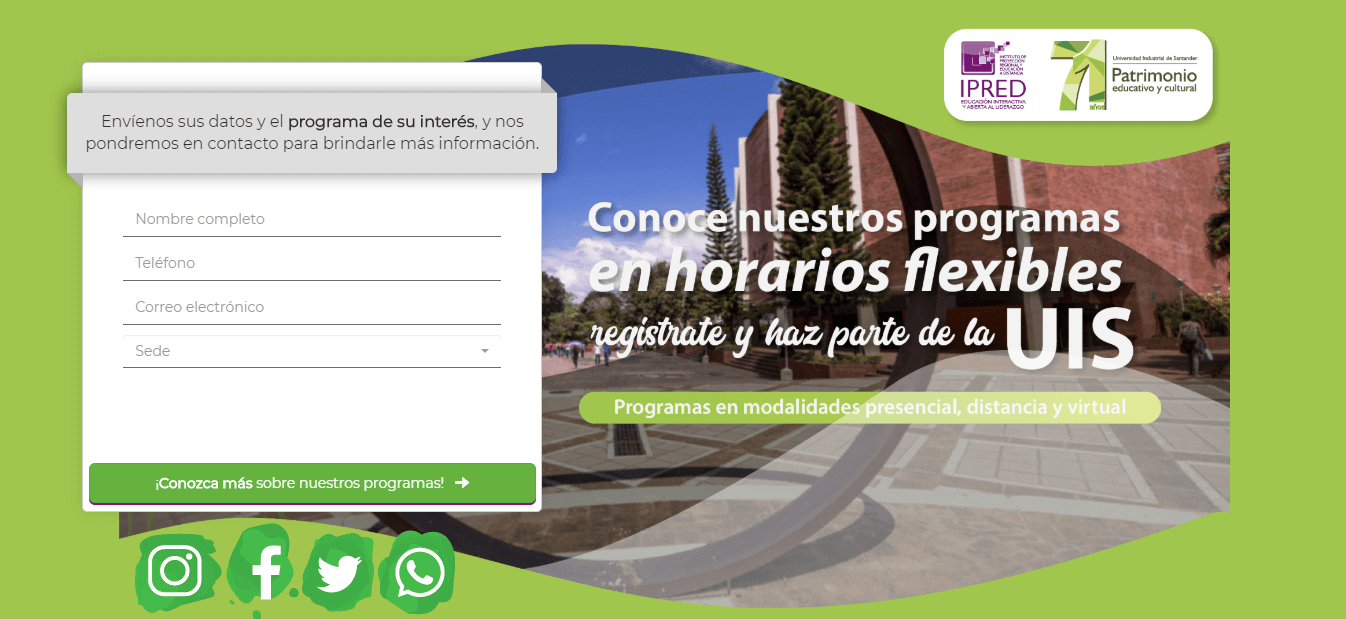 Envíenos sus datos y el programa de su interés, y nos
pondremos en contacto para brindarle más información.
Nombre completo
Teléfono
Correo electrónico
Sede
¡Conozca más sobre nuestros programas!
INSTITUTO DE
PROYECCIÓN
REGIONAL Y
EDUCACIÓN
A DISTANCIA
IPRED
EDUCACIÓN INTERACTIVA
Y ABIERTA AL LIDERAZGO
71
años
Universidad Industrial de Santander
Patrimonio
educativo y cultural
Conoce nuestros programas
en horarios flexibles
regístrate y haz parte de la UIS
Programas en modalidades presencial, distancia y virtual